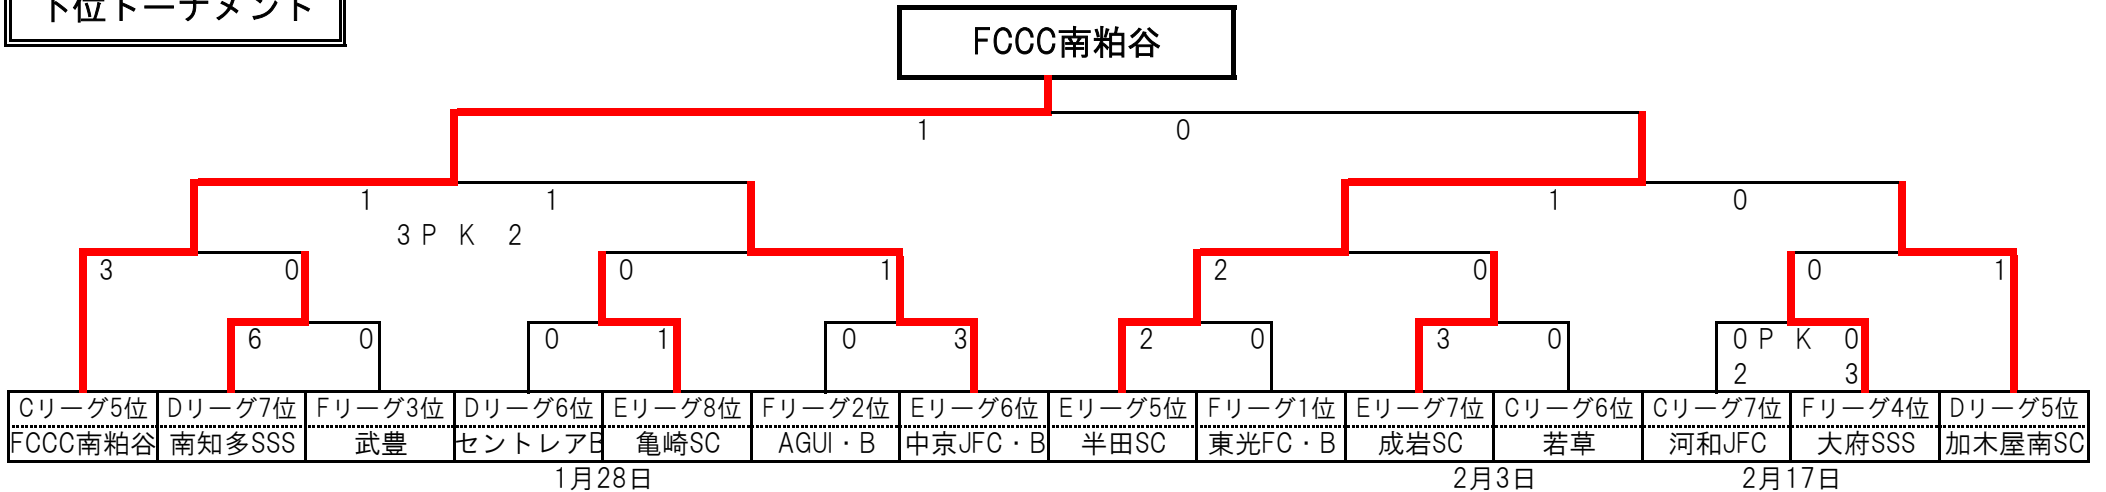 下位トーナメント
FCCC南粕谷
1 0
1 1 1 0
3 P K 2
3 0 0 1 2 0 0 1
6 0 0 1 0 3 2 0 3 0 0 P K 0
2 3
Cリーグ5位 Dリーグ7位 Fリーグ3位 Dリーグ6位 Eリーグ8位 Fリーグ2位 Eリーグ6位 Eリーグ5位 Fリーグ1位 Eリーグ7位 Cリーグ6位 Cリーグ7位 Fリーグ4位 Dリーグ5位
FCCC南粕谷 南知多SSS 武豊 セントレアB 亀崎SC AGUI・B 中京JFC・B 半田SC 東光FC・B 成岩SC 若草 河和JFC 大府SSS 加木屋南SC
1月28日 2月3日 2月17日